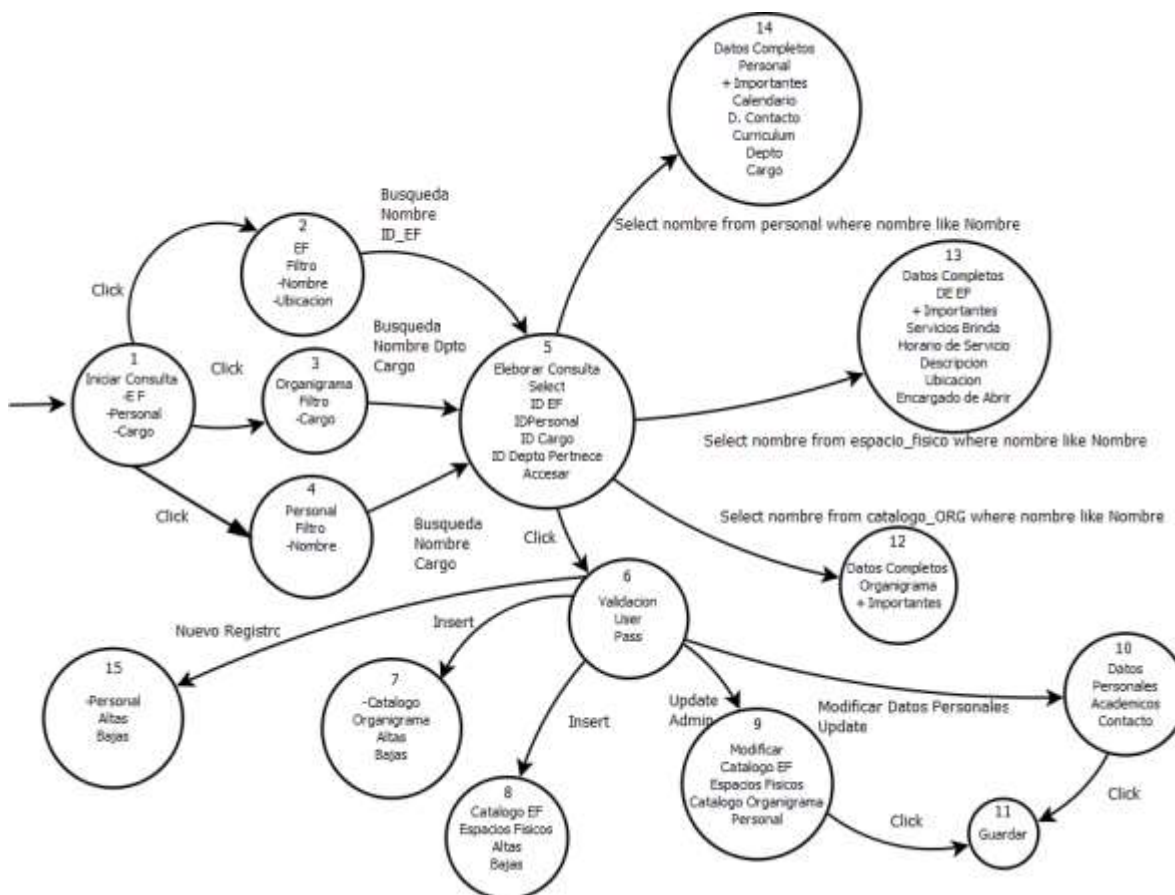 14
Datos Completos
Personal
+ Importantes
Calendario
D. Contacto
Curriculum
Depto
Cargo
Busqueda
Nombre
ID_EF
2
EF
Filtro
-Nombre
-Ubicacion
Select nombre from personal where nombre like Nombre
13
Datos Completos
DE EF
+ Importantes
Servicios Brinda
Horario de Servicio
Descripcion
Ubicacion
Encargado de Abrir
Click
Busqueda
Nombre Dpto
Cargo
1
Iniciar Consulta
-E F
-Personal
-Cargo
Click
3
Organigrama
Filtro
-Cargo
5
Eleborar Consulta
Select
ID EF
IDPersonal
ID Cargo
ID Depto Pertnece
Accesar
Select nombre from espacio_fisico where nombre like Nombre
Click
4
Personal
Filtro
-Nombre
Busqueda
Nombre
Cargo
Click
Select nombre from catalogo_ORG where nombre like Nombre
12
Datos Completos
Organigrama
+ Importantes
6
Validacion
User
Pass
Nuevo Registrc
Insert
15
-Personal
Altas
Bajas
7
-Catalogo
Organigrama
Altas
Bajas
Insert
8
Catalogo EF
Espacios Fisicos
Altas
Bajas
Update
Admin
Modificar Datos Personales
Update
9
Modificar
Catalogo EF
Espacios Fisicos
Catalogo Organigrama
Personal
10
Datos
Personales
Academicos
Contacto
Click
Click
11
Guardar